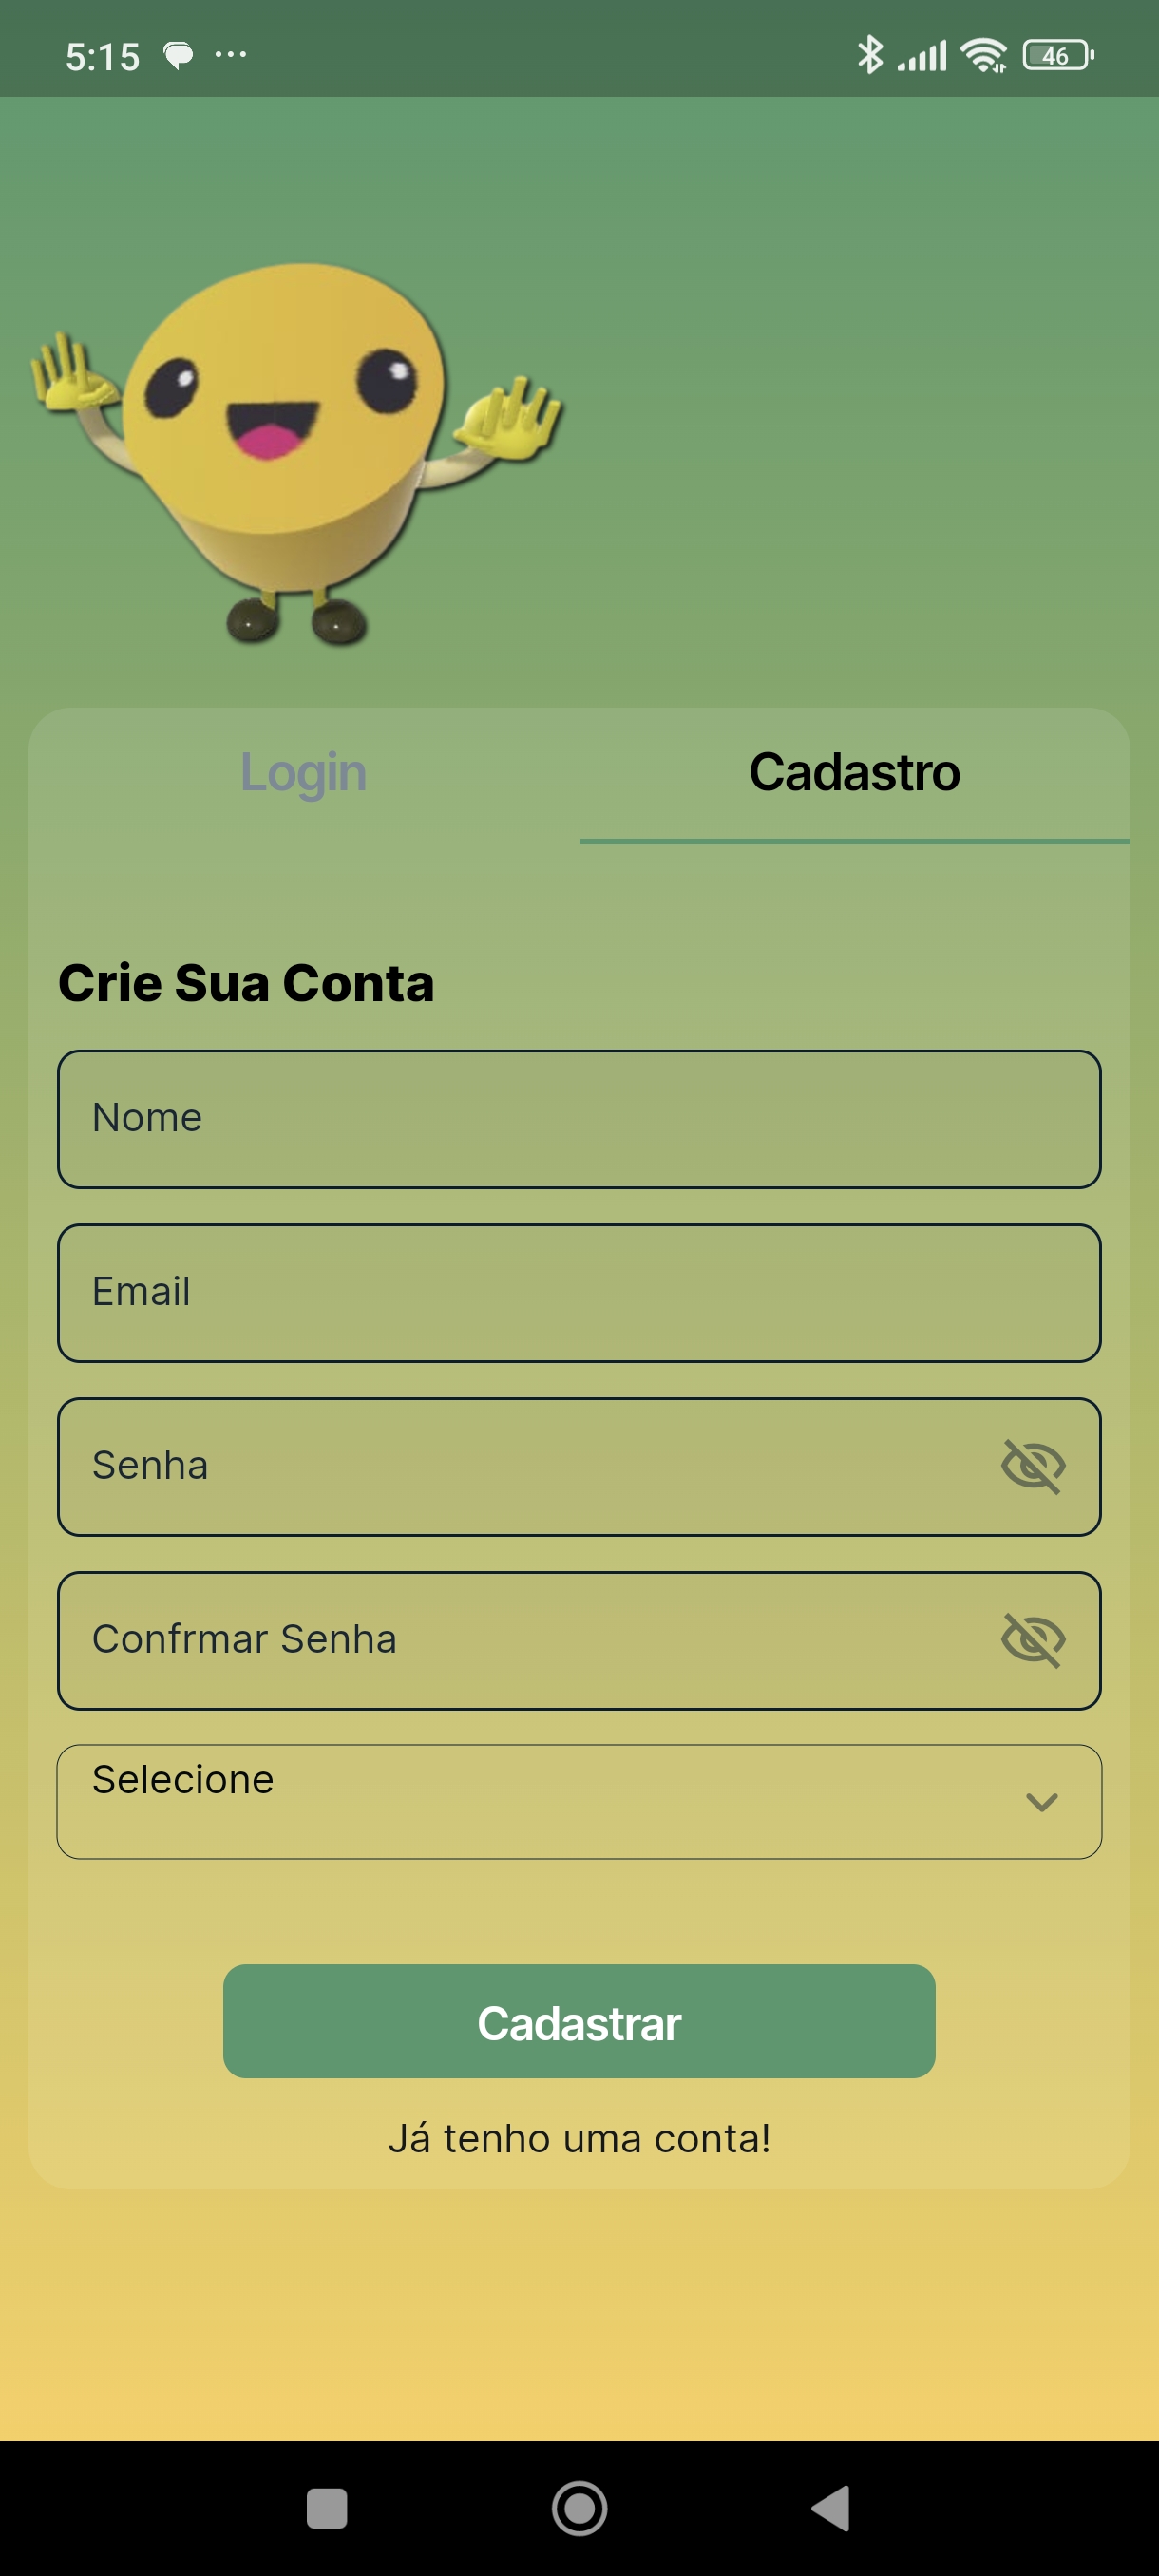 5:15
46
Login
Cadastro
Crie Sua Conta
Nome
Email
Senha
Confrmar Senha
Selecione
Cadastrar
Já tenho uma conta!